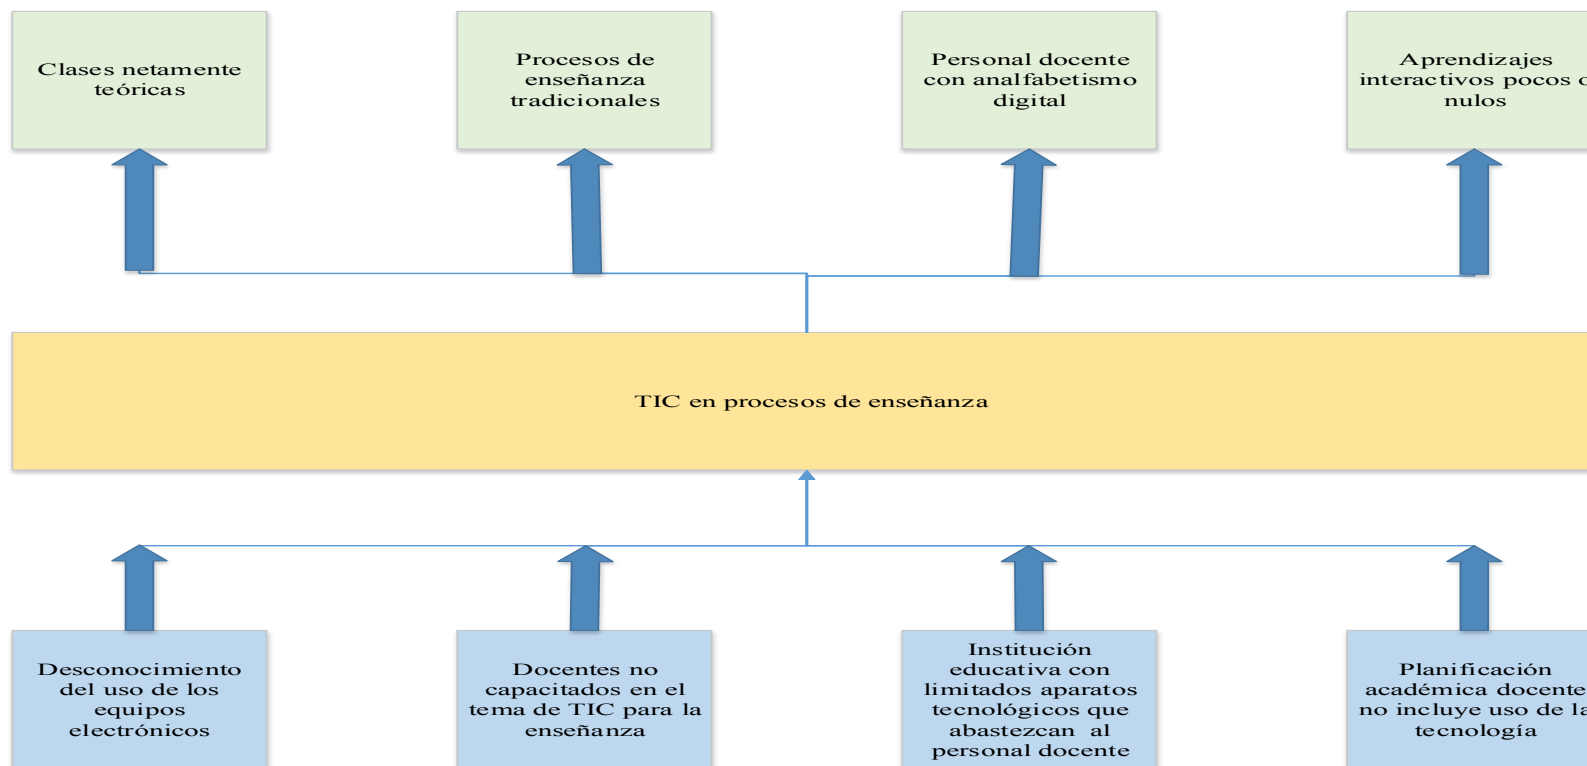 Clases netamente
teóricas
Procesos de
enseñanza
tradicionales
Personal docente
con analfabetismo
digital
Aprendizajes
interactivos pocos o
nulos
TIC en procesos de enseñanza
Desconocimiento
del uso de los
equipos
electrónicos
Docentes no
capacitados en el
tema de TIC para la
enseñanza
Institución
educativa con
limitados aparatos
tecnológicos que
abastezcan al
personal docente
Planificación
académica docente
no incluye uso de la
tecnología